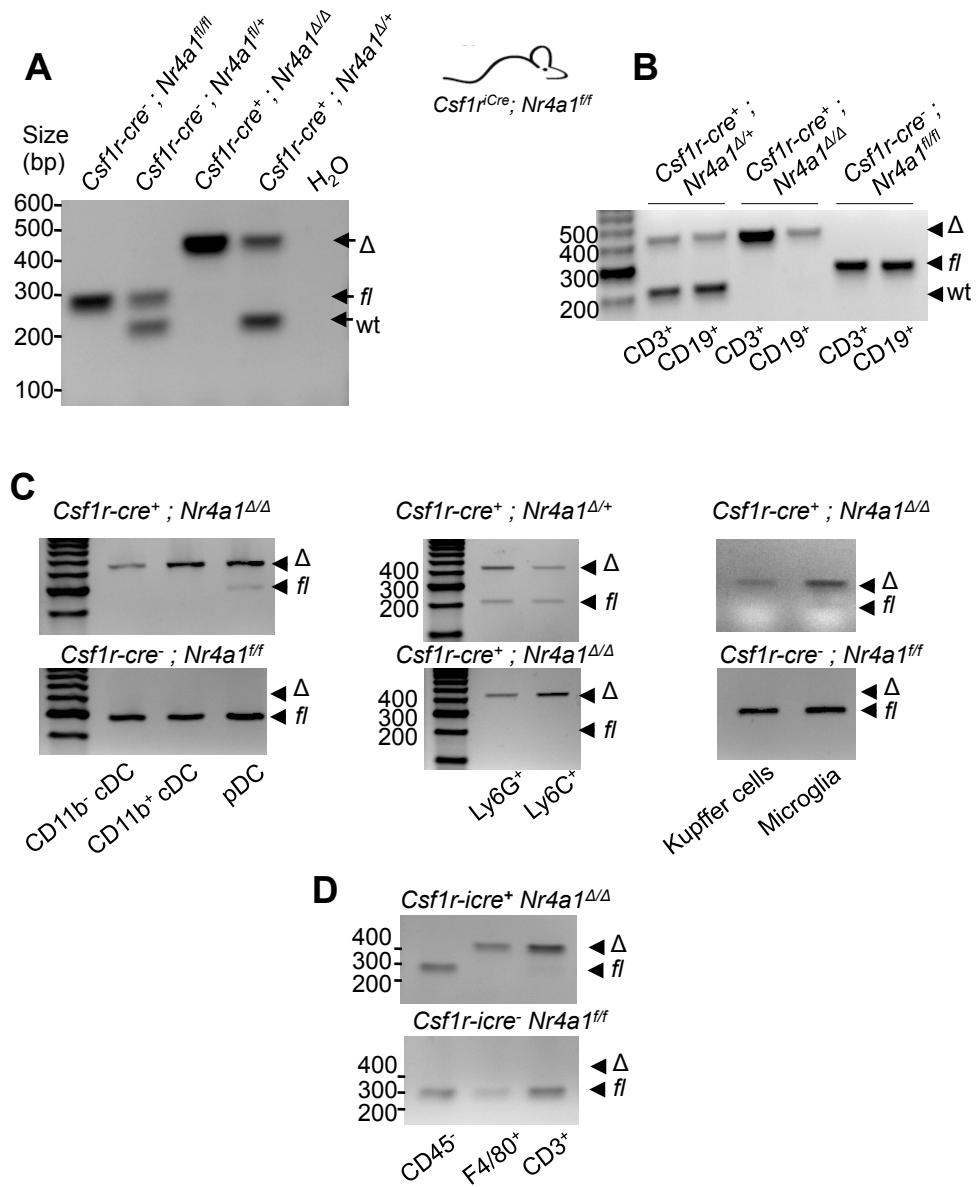 A
Csf1r-cre⁻ ; Nr4a1ᶠˡ/ᶠˡ
Csf1r-cre⁻ ; Nr4a1ᶠˡ/⁺
Csf1r-cre⁺ ; Nr4a1Δ/Δ
Csf1r-cre⁺ ; Nr4a1Δ/⁺
H₂O
Size
(bp)
600
500
400
300
200
100
Δ
fl
wt
Csf1rⁱCʳᵉ; Nr4a1ᶠ/ᶠ
B
Csf1r-cre⁺ ;
Nr4a1Δ/⁺
Csf1r-cre⁺ ;
Nr4a1Δ/Δ
Csf1r-cre⁻ ;
Nr4a1ᶠˡ/ᶠˡ
500
400
300
200
Δ
fl
wt
CD3⁺
CD19⁺
CD3⁺
CD19⁺
CD3⁺
CD19⁺
C
Csf1r-cre⁺ ; Nr4a1Δ/Δ
Δ
fl
Csf1r-cre⁻ ; Nr4a1ᶠ/ᶠ
Δ
fl
CD11b⁻ cDC
CD11b⁺ cDC
pDC
Csf1r-cre⁺ ; Nr4a1Δ/⁺
400
300
200
Δ
fl
Csf1r-cre⁺ ; Nr4a1Δ/Δ
400
300
200
Δ
fl
Ly6G⁺
Ly6C⁺
Csf1r-cre⁺ ; Nr4a1Δ/Δ
Δ
fl
Csf1r-cre⁻ ; Nr4a1ᶠ/ᶠ
Δ
fl
Kupffer cells
Microglia
D
Csf1r-icre⁺ Nr4a1Δ/Δ
400
300
200
Δ
fl
Csf1r-icre⁻ Nr4a1ᶠ/ᶠ
400
300
200
Δ
fl
CD45⁻
F4/80⁺
CD3⁺